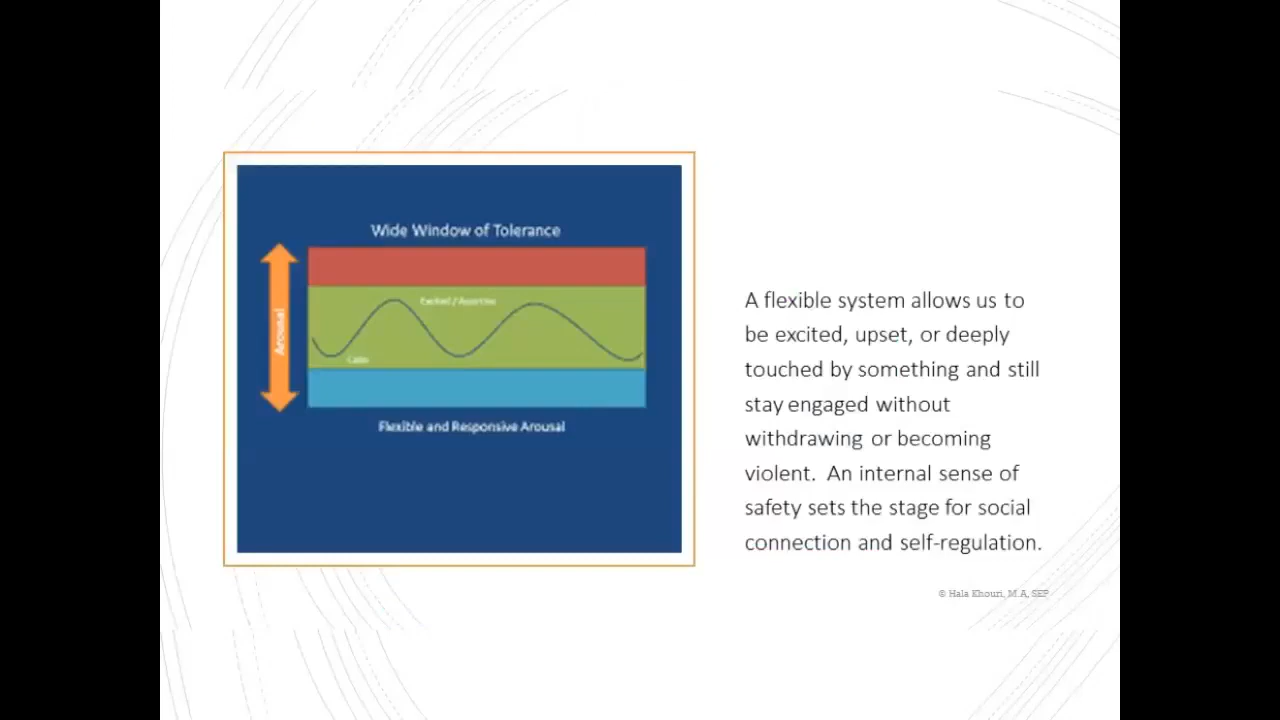 Wide Window of Tolerance
Arousal
Excited / Assertive
Calm
Flexible and Responsive Arousal
A flexible system allows us to
be excited, upset, or deeply
touched by something and still
stay engaged without
withdrawing or becoming
violent.  An internal sense of
safety sets the stage for social
connection and self-regulation.
© Hala Khouri, M.A, SEP